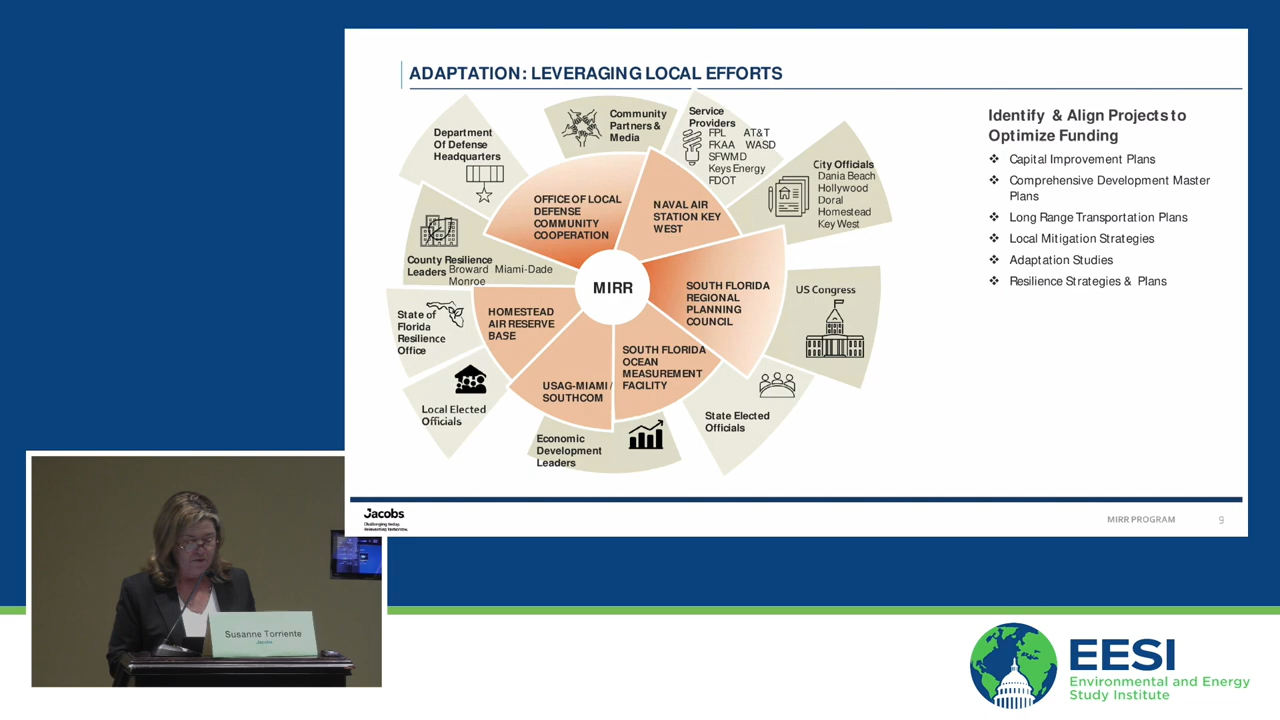 ADAPTATION: LEVERAGING LOCAL EFFORTS
Department
Of Defense
Headquarters
Community
Partners &
Media
Service
Providers
FPL AT&T
FKAA WASD
SFWMD
Keys Energy
FDOT
City Officials
Dania Beach
Hollywood
Doral
Homestead
Key West
OFFICE OF LOCAL
DEFENSE
COMMUNITY
COOPERATION
NAVAL AIR
STATION KEY
WEST
County Resilience
Leaders
Broward Miami-Dade
Monroe
MIRR
SOUTH FLORIDA
REGIONAL
PLANNING
COUNCIL
US Congress
State of
Florida
Resilience
Office
HOMESTEAD
AIR RESERVE
BASE
SOUTH FLORIDA
OCEAN
MEASUREMENT
FACILITY
USAG-MIAMI /
SOUTHCOM
Local Elected
Officials
Economic
Development
Leaders
State Elected
Officials
Identify & Align Projects to
Optimize Funding
❖ Capital Improvement Plans
❖ Comprehensive Development Master
Plans
❖ Long Range Transportation Plans
❖ Local Mitigation Strategies
❖ Adaptation Studies
❖ Resilience Strategies & Plans
Jacobs
Challenging today.
Reinventing tomorrow.
MIRR PROGRAM 9
Susanne Torriente
Jacobs
EESI
Environmental and Energy
Study Institute